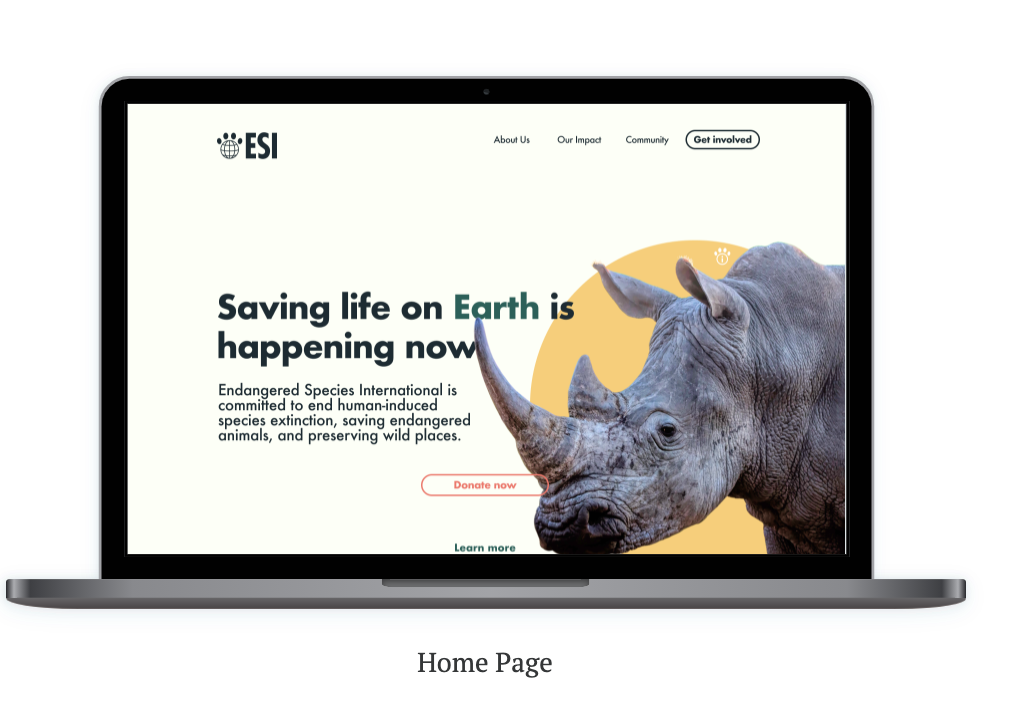 ESI
About Us
Our Impact
Community
Get involved
Saving life on Earth is
happening now
Endangered Species International is
committed to end human-induced
species extinction, saving endangered
animals, and preserving wild places.
Donate now
Learn more
Home Page